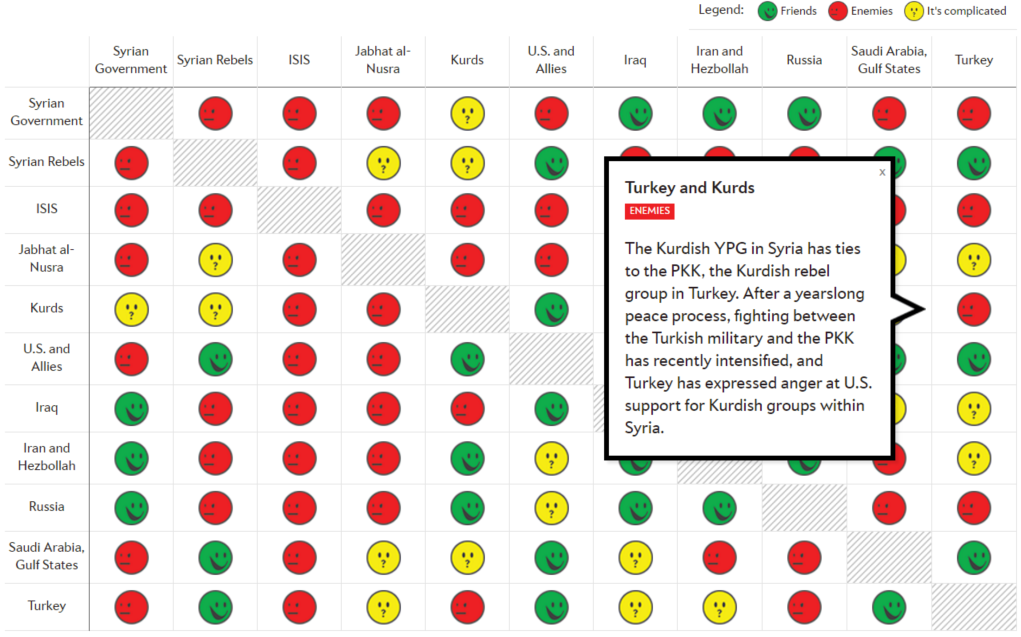 Legend: Friends Enemies It's complicated
Syrian Government
Syrian Rebels
ISIS
Jabhat al-Nusra
Kurds
U.S. and Allies
Iraq
Iran and Hezbollah
Russia
Saudi Arabia, Gulf States
Turkey
Syrian
Government
Syrian Rebels
ISIS
Jabhat al-
Nusra
Kurds
U.S. and
Allies
Iraq
Iran and
Hezbollah
Russia
Saudi Arabia,
Gulf States
Turkey
x
Turkey and Kurds
ENEMIES
The Kurdish YPG in Syria has ties
to the PKK, the Kurdish rebel
group in Turkey. After a yearslong
peace process, fighting between
the Turkish military and the PKK
has recently intensified, and
Turkey has expressed anger at U.S.
support for Kurdish groups within
Syria.